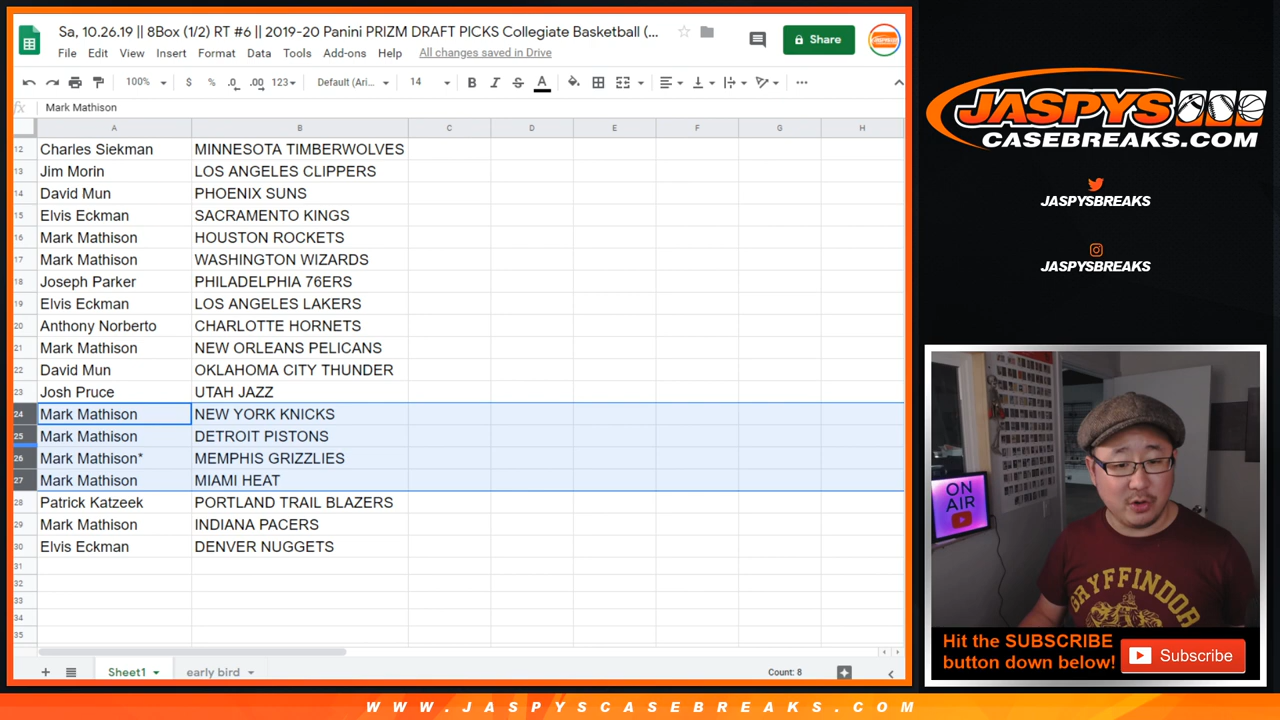 Sa, 10.26.19 || 8Box (1/2) RT #6 || 2019-20 Panini PRIZM DRAFT PICKS Collegiate Basketball (...
File Edit View Insert Format Data Tools Add-ons Help All changes saved in Drive
Share
100% $ % .0 .00 123 Default (Ari... 14 B I S A
fx Mark Mathison
A B C D E F G H
12 Charles Siekman MINNESOTA TIMBERWOLVES
13 Jim Morin LOS ANGELES CLIPPERS
14 David Mun PHOENIX SUNS
15 Elvis Eckman SACRAMENTO KINGS
16 Mark Mathison HOUSTON ROCKETS
17 Mark Mathison WASHINGTON WIZARDS
18 Joseph Parker PHILADELPHIA 76ERS
19 Elvis Eckman LOS ANGELES LAKERS
20 Anthony Norberto CHARLOTTE HORNETS
21 Mark Mathison NEW ORLEANS PELICANS
22 David Mun OKLAHOMA CITY THUNDER
23 Josh Pruce UTAH JAZZ
24 Mark Mathison NEW YORK KNICKS
25 Mark Mathison DETROIT PISTONS
26 Mark Mathison* MEMPHIS GRIZZLIES
27 Mark Mathison MIAMI HEAT
28 Patrick Katzeek PORTLAND TRAIL BLAZERS
29 Mark Mathison INDIANA PACERS
30 Elvis Eckman DENVER NUGGETS
31
32
33
34
35
Sheet1 early bird Count: 8
JASPYS
CASEBREAKS.COM
JASPYSBREAKS
JASPYSBREAKS
ON
AIR
GRYFFINDOR
Hit the SUBSCRIBE
button down below!
Subscribe
WWW.JASPYSCASEBREAKS.COM